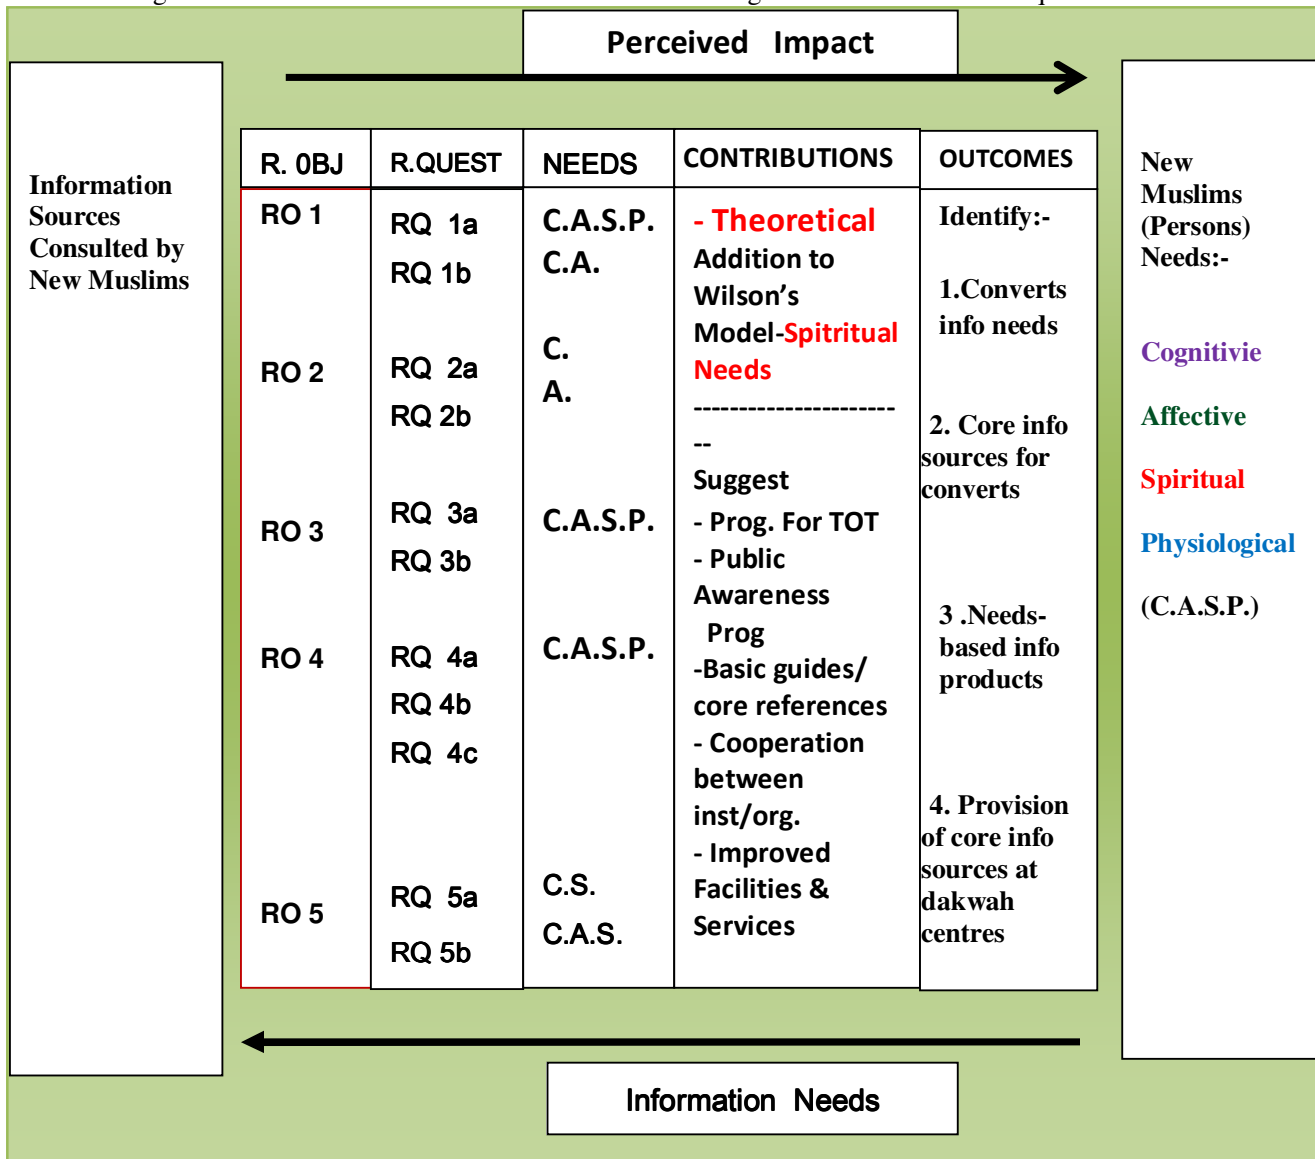 Perceived Impact
Information
Sources
Consulted by
New Muslims
R. 0BJ
RO 1
RO 2
RO 3
RO 4
RO 5
R.QUEST
RQ 1a
RQ 1b
RQ 2a
RQ 2b
RQ 3a
RQ 3b
RQ 4a
RQ 4b
RQ 4c
RQ 5a
RQ 5b
NEEDS
C.A.S.P.
C.A.
C.
A.
C.A.S.P.
C.A.S.P.
C.S.
C.A.S.
CONTRIBUTIONS
- Theoretical
Addition to
Wilson’s
Model-Spitritual
Needs
----------------------
--
Suggest
- Prog. For TOT
- Public
Awareness
Prog
-Basic guides/
core references
- Cooperation
between
inst/org.
- Improved
Facilities &
Services
OUTCOMES
Identify:-
1.Converts
info needs
2. Core info
sources for
converts
3 .Needs-
based info
products
4. Provision
of core info
sources at
dakwah
centres
New
Muslims
(Persons)
Needs:-
Cognitivie
Affective
Spiritual
Physiological
(C.A.S.P.)
Information Needs